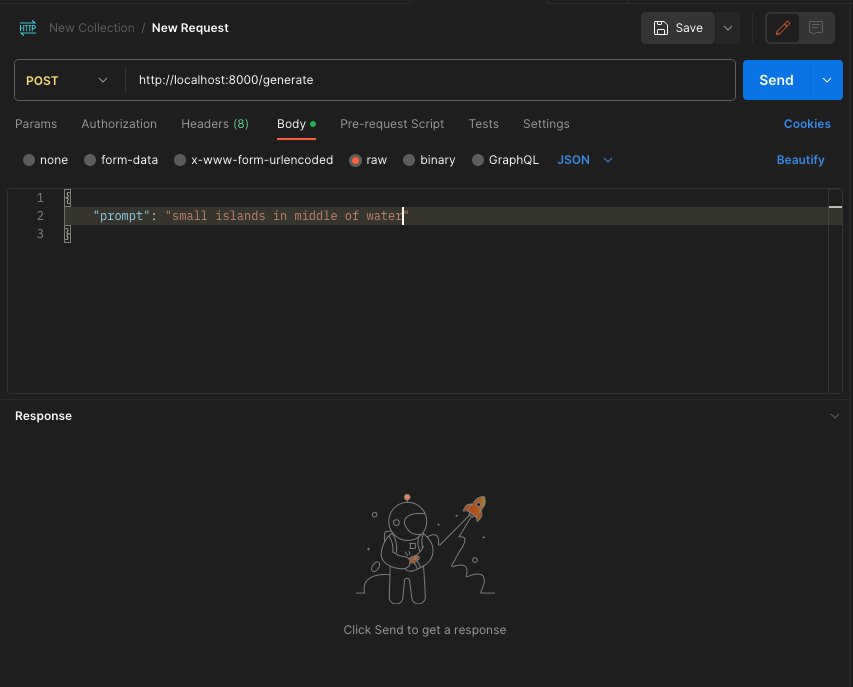 HTTP New Collection / New Request Save
POST http://localhost:8000/generate Send
Params Authorization Headers (8) Body Pre-request Script Tests Settings Cookies
none form-data x-www-form-urlencoded raw binary GraphQL JSON Beautify
1 {
2 "prompt": "small islands in middle of water"
3 }
Response
Click Send to get a response